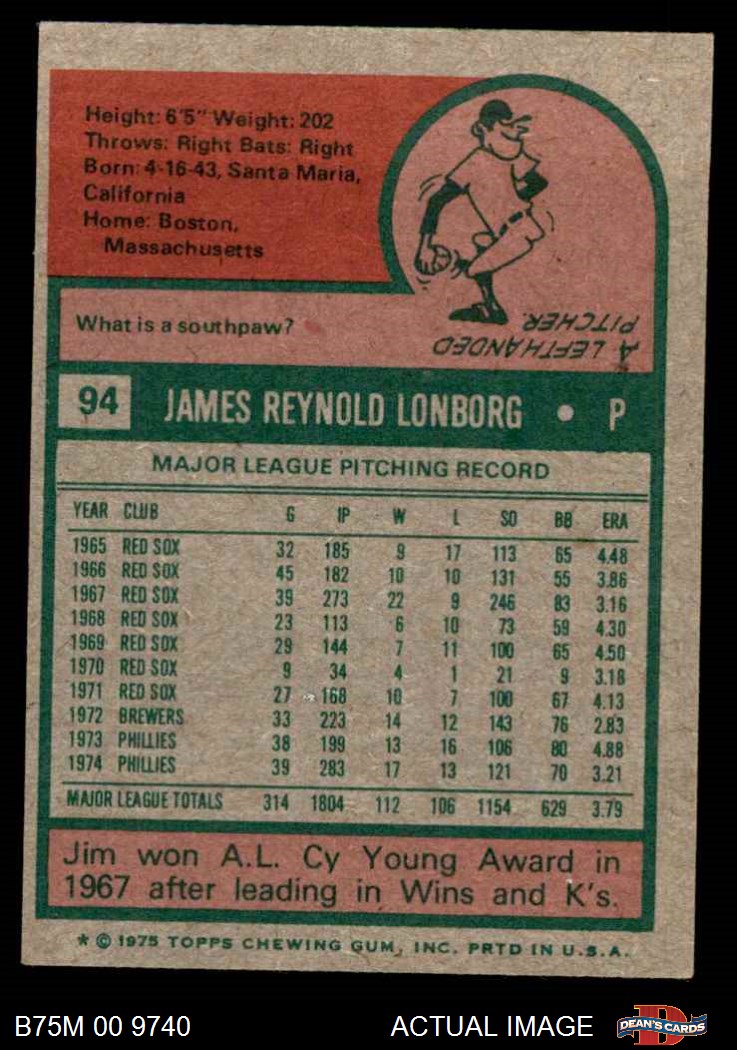 Height: 6'5" Weight: 202
Throws: Right Bats: Right
Born: 4-16-43, Santa Maria,
California
Home: Boston,
Massachusetts
What is a southpaw?
A LEFTHANDED
PITCHER.
94 JAMES REYNOLD LONBORG • P
MAJOR LEAGUE PITCHING RECORD
YEAR CLUB G IP W L SO BB ERA
1965 RED SOX 32 185 9 17 113 65 4.48
1966 RED SOX 45 182 10 10 131 55 3.86
1967 RED SOX 39 273 22 9 246 83 3.16
1968 RED SOX 23 113 6 10 73 59 4.30
1969 RED SOX 29 144 7 11 100 65 4.50
1970 RED SOX 9 34 4 1 21 9 3.18
1971 RED SOX 27 168 10 7 100 67 4.13
1972 BREWERS 33 223 14 12 143 76 2.83
1973 PHILLIES 38 199 13 16 106 80 4.88
1974 PHILLIES 39 283 17 13 121 70 3.21
MAJOR LEAGUE TOTALS 314 1804 112 106 1154 629 3.79
Jim won A.L. Cy Young Award in
1967 after leading in Wins and K's.
* © 1975 TOPPS CHEWING GUM, INC. PRTD IN U.S.A.
B75M 00 9740 ACTUAL IMAGE D DEAN'S CARDS